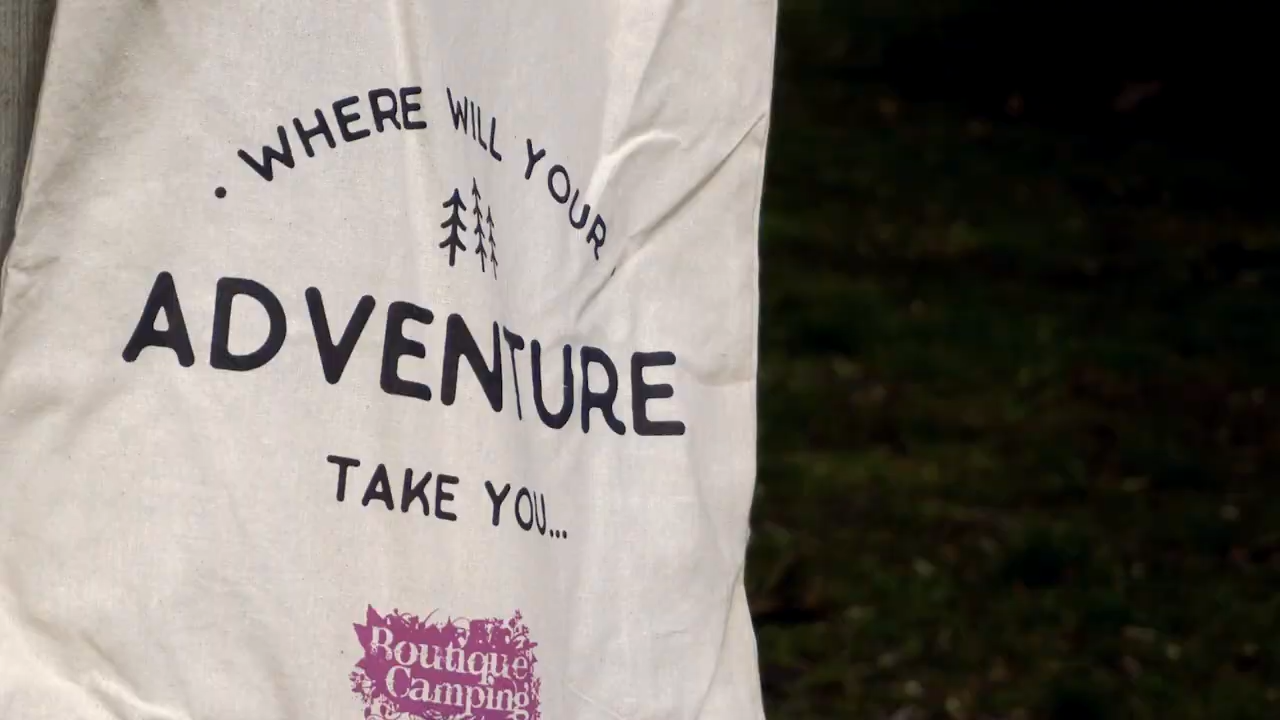 • WHERE WILL YOUR
ADVENTURE
TAKE YOU...
Boutique
Camping